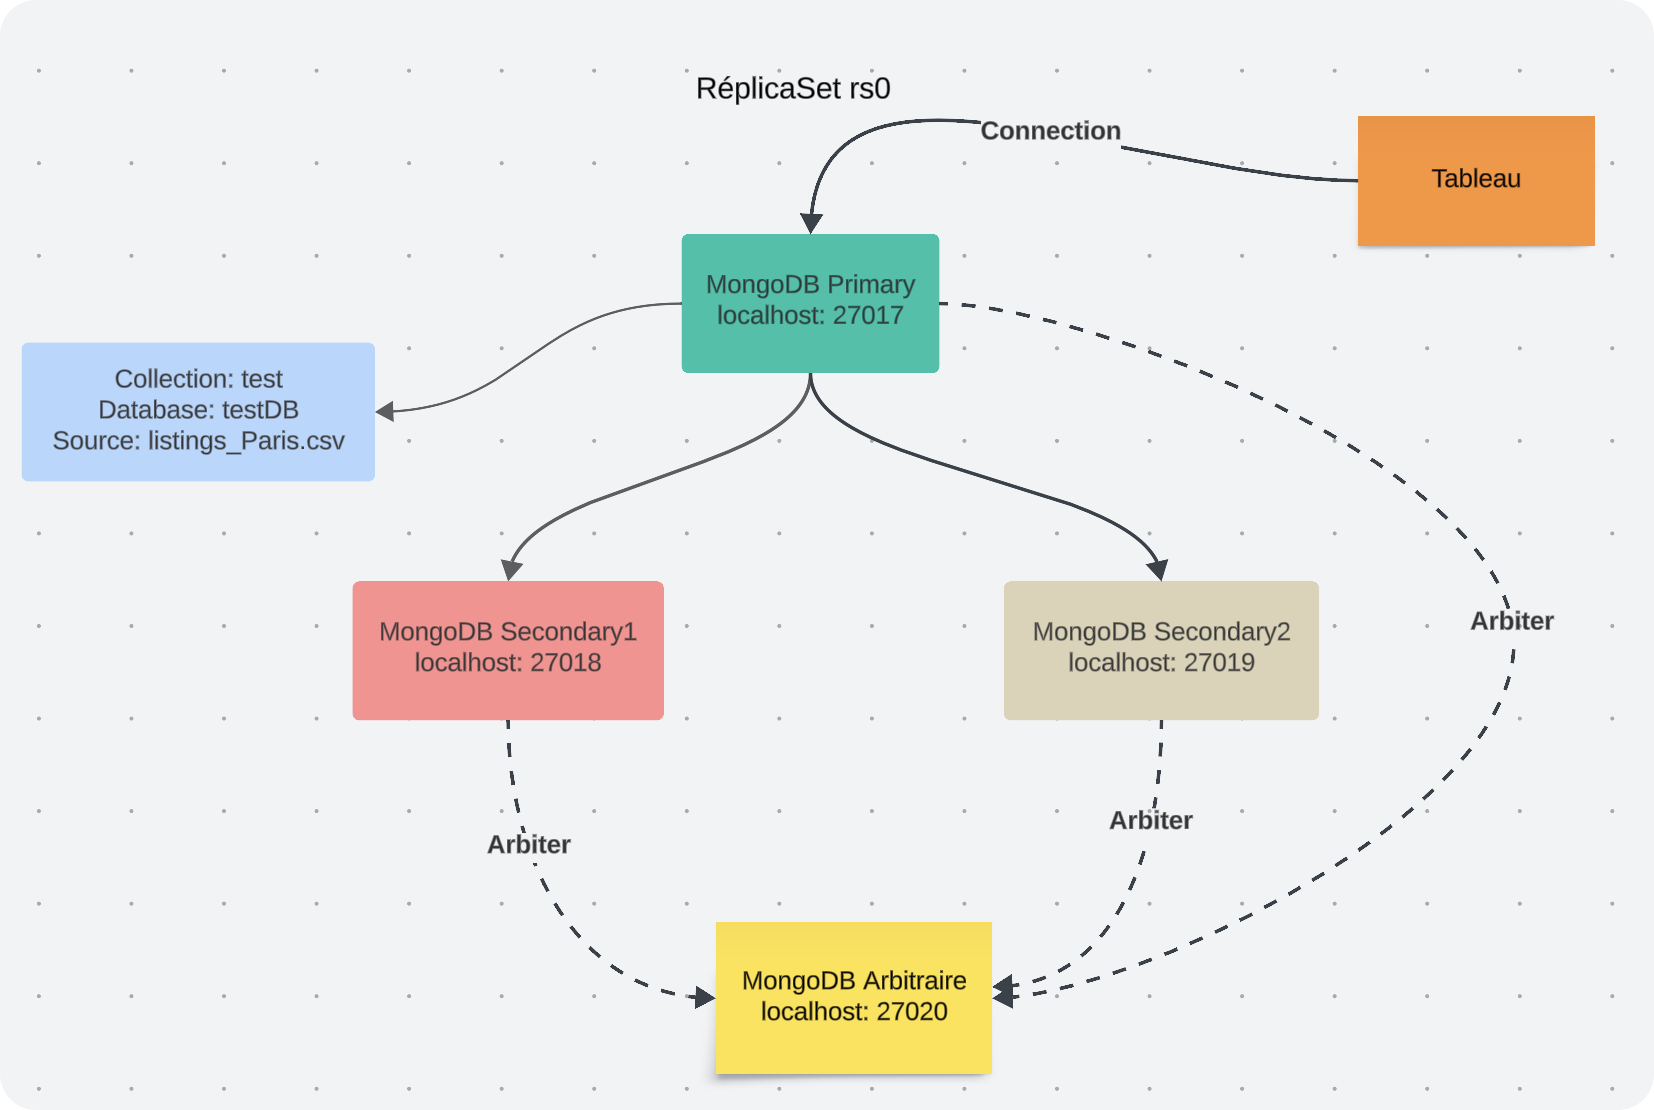 RéplicaSet rs0
Connection
Tableau
MongoDB Primary
localhost: 27017
Collection: test
Database: testDB
Source: listings_Paris.csv
MongoDB Secondary1
localhost: 27018
MongoDB Secondary2
localhost: 27019
Arbiter
Arbiter
Arbiter
MongoDB Arbitraire
localhost: 27020